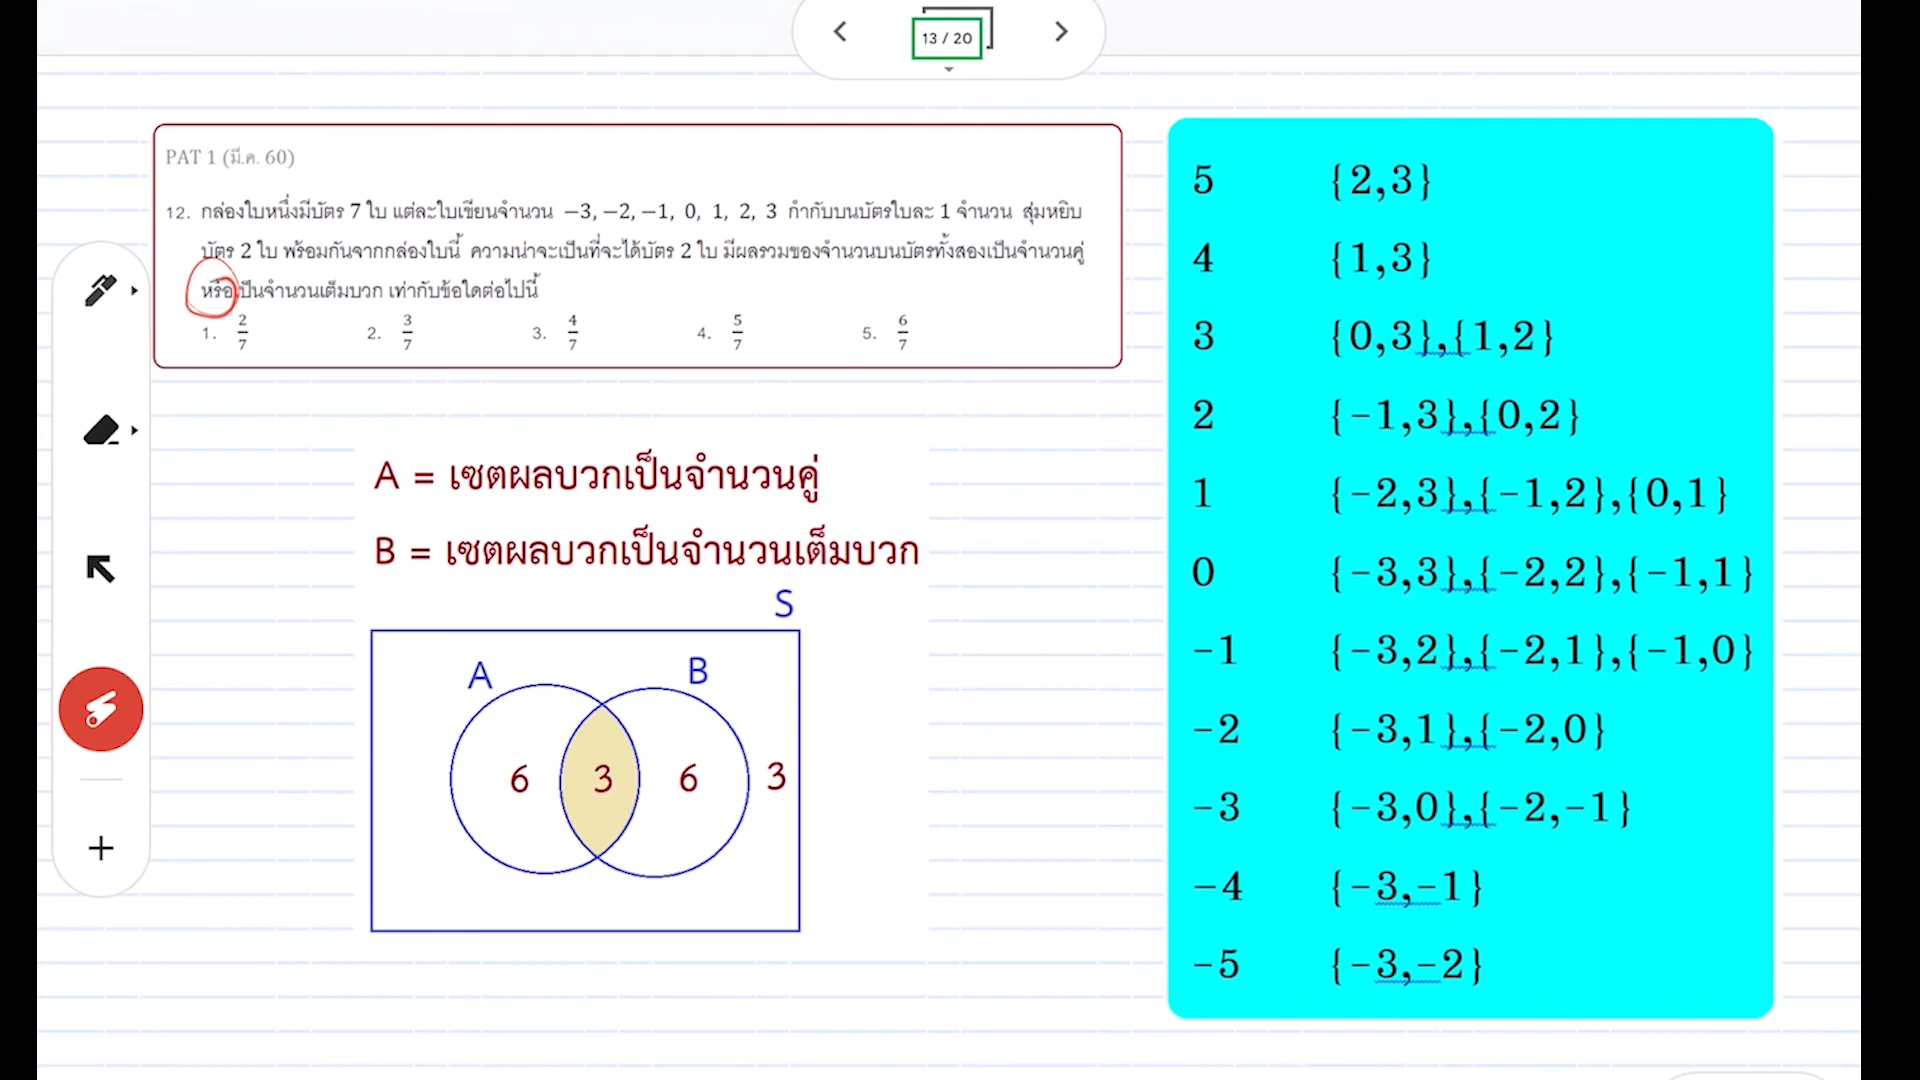 13 / 20
PAT 1 (มี.ค. 60)
12. กล่องใบหนึ่งมีบัตร 7 ใบ แต่ละใบเขียนจำนวน −3, −2, −1, 0, 1, 2, 3 กำกับบนบัตรใบละ 1 จำนวน สุ่มหยิบ
บัตร 2 ใบ พร้อมกันจากกล่องใบนี้ ความน่าจะเป็นที่จะได้บัตร 2 ใบ มีผลรวมของจำนวนบนบัตรทั้งสองเป็นจำนวนคู่
หรือเป็นจำนวนเต็มบวก เท่ากับข้อใดต่อไปนี้
1. 2/7 2. 3/7 3. 4/7 4. 5/7 5. 6/7
A = เซตผลบวกเป็นจำนวนคู่
B = เซตผลบวกเป็นจำนวนเต็มบวก
S
A B
6 3 6 3
5 {2,3}
4 {1,3}
3 {0,3},{1,2}
2 {-1,3},{0,2}
1 {-2,3},{-1,2},{0,1}
0 {-3,3},{-2,2},{-1,1}
-1 {-3,2},{-2,1},{-1,0}
-2 {-3,1},{-2,0}
-3 {-3,0},{-2,-1}
-4 {-3,-1}
-5 {-3,-2}